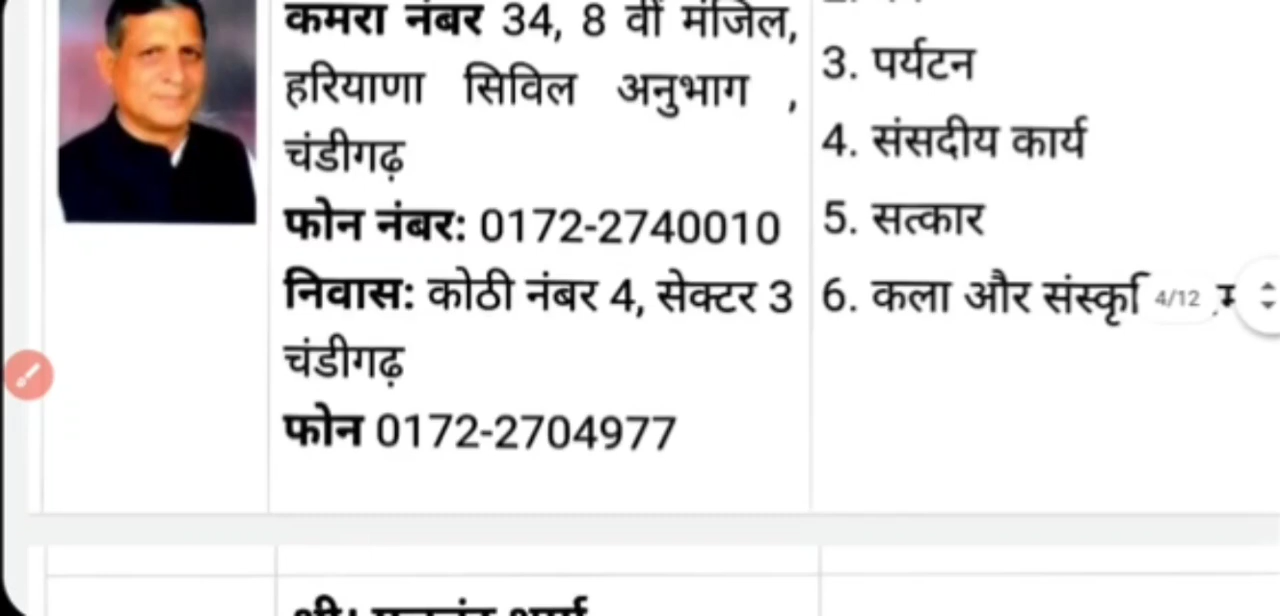 कमरा नंबर 34, 8 वीं मंजिल,
हरियाणा सिविल अनुभाग ,
चंडीगढ़
फोन नंबर: 0172-2740010
निवास: कोठी नंबर 4, सेक्टर 3
चंडीगढ़
फोन 0172-2704977
3. पर्यटन
4. संसदीय कार्य
5. सत्कार
6. कला और
4/12